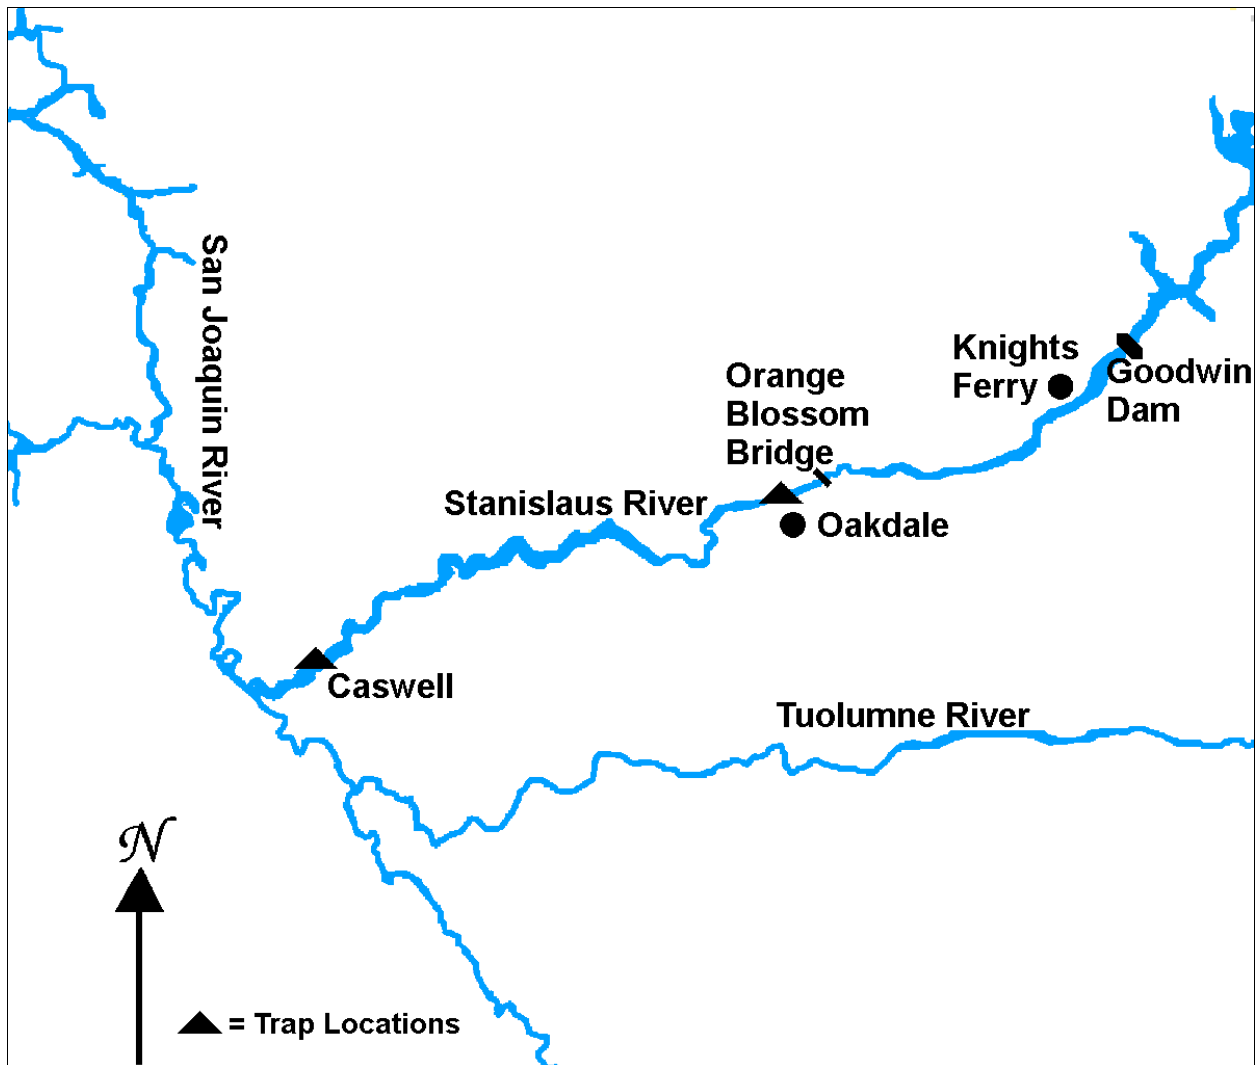 San Joaquin River
Knights
Ferry
Goodwin
Dam
Orange
Blossom
Bridge
Stanislaus River
Oakdale
Caswell
Tuolumne River
N
= Trap Locations